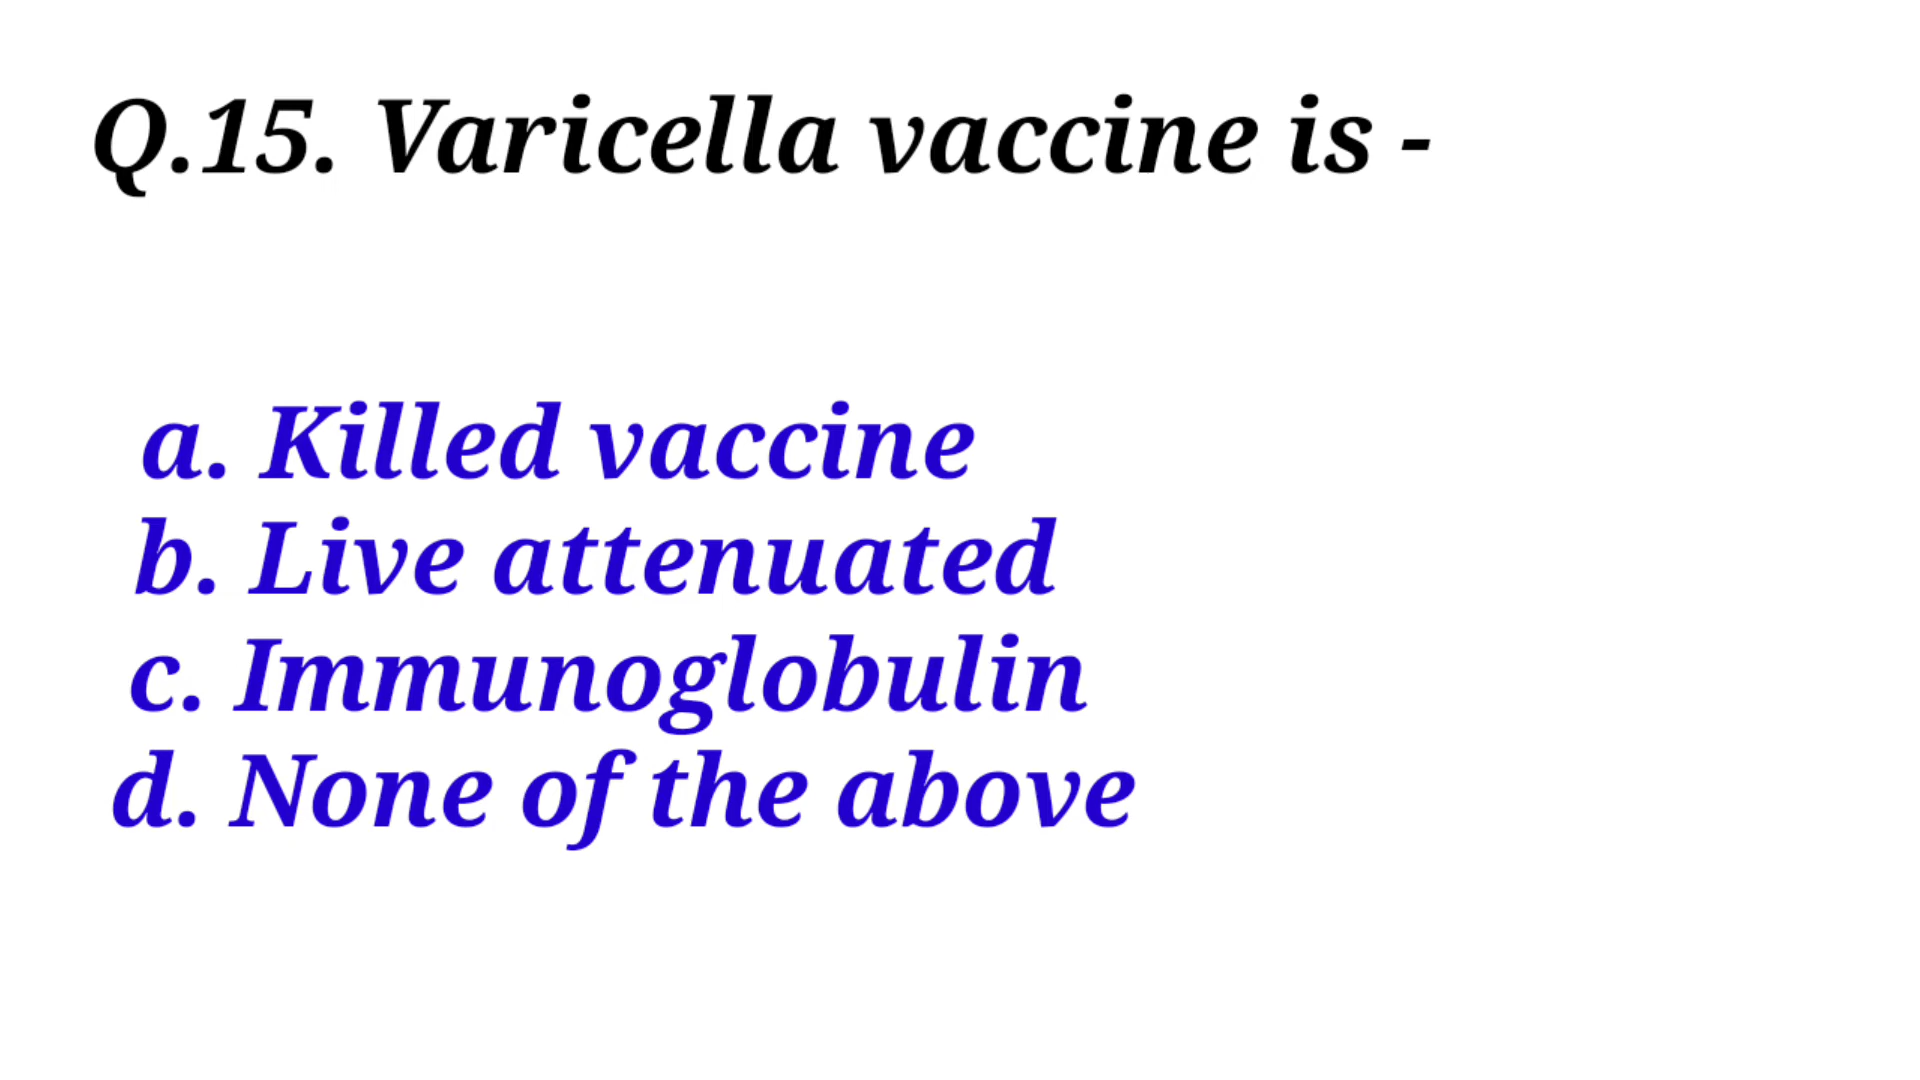 Q.15. Varicella vaccine is -
a. Killed vaccine
b. Live attenuated
c. Immunoglobulin
d. None of the above